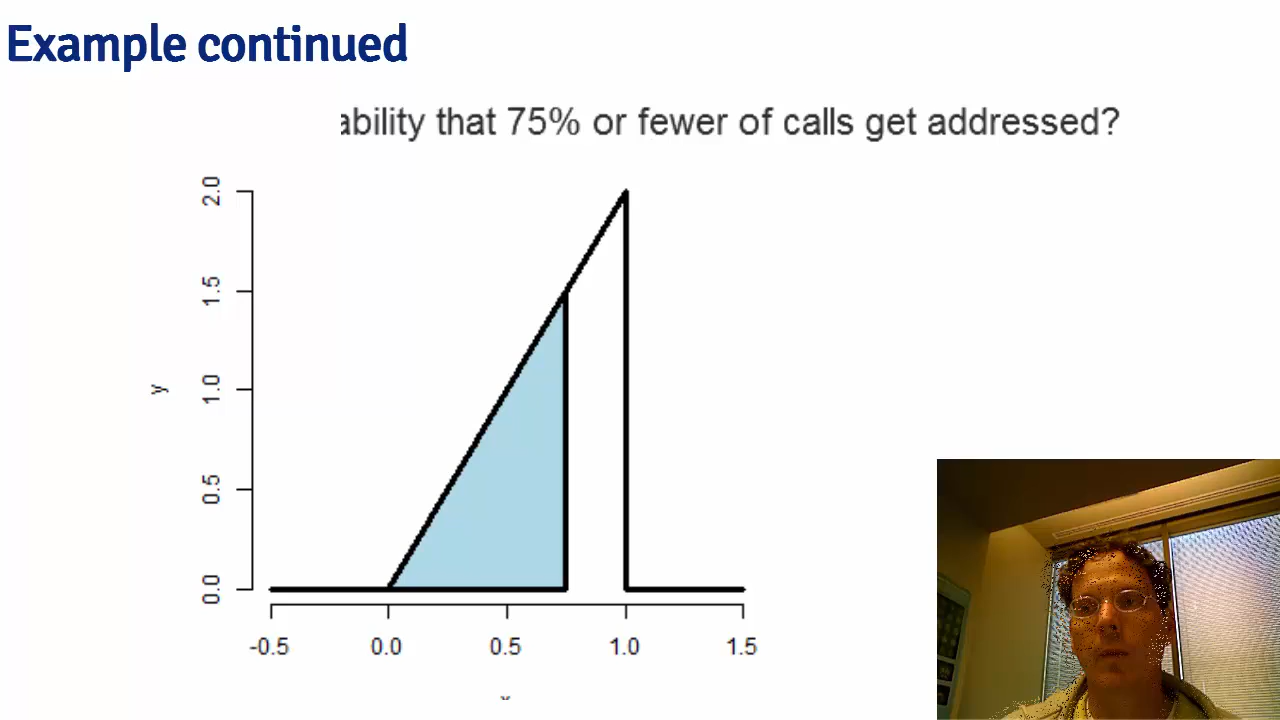 Example continued
ability that 75% or fewer of calls get addressed?
2.0
1.5
1.0
0.5
0.0
y
-0.5 0.0 0.5 1.0 1.5
x